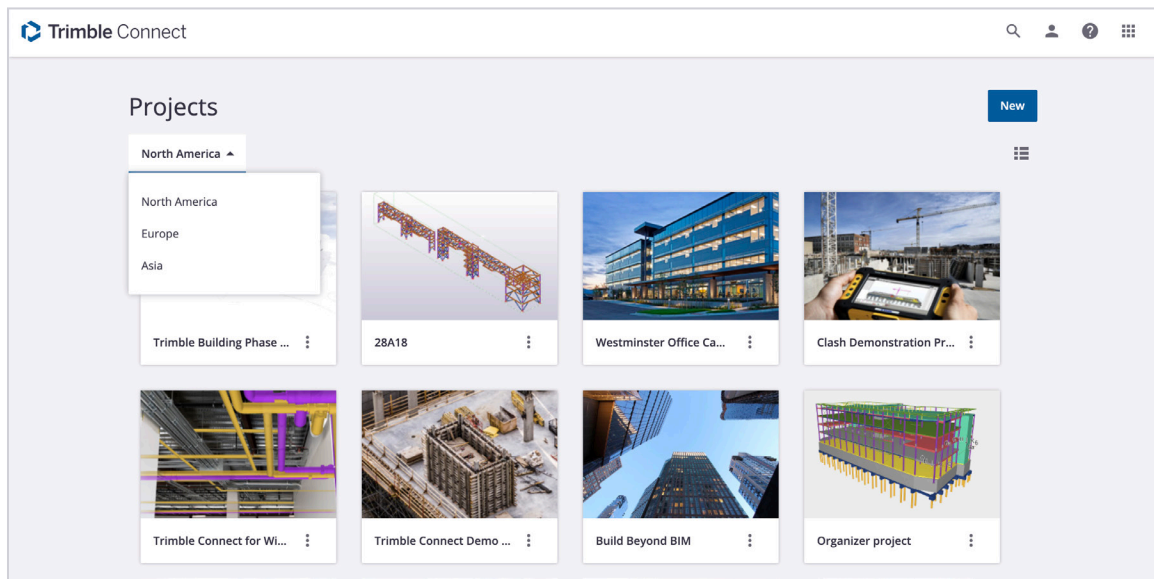 Trimble Connect
Projects
New
North America
North America
Europe
Asia
Trimble Building Phase ...
28A18
Westminster Office Ca...
Clash Demonstration Pr...
Trimble Connect for Wi...
Trimble Connect Demo ...
Build Beyond BIM
Organizer project